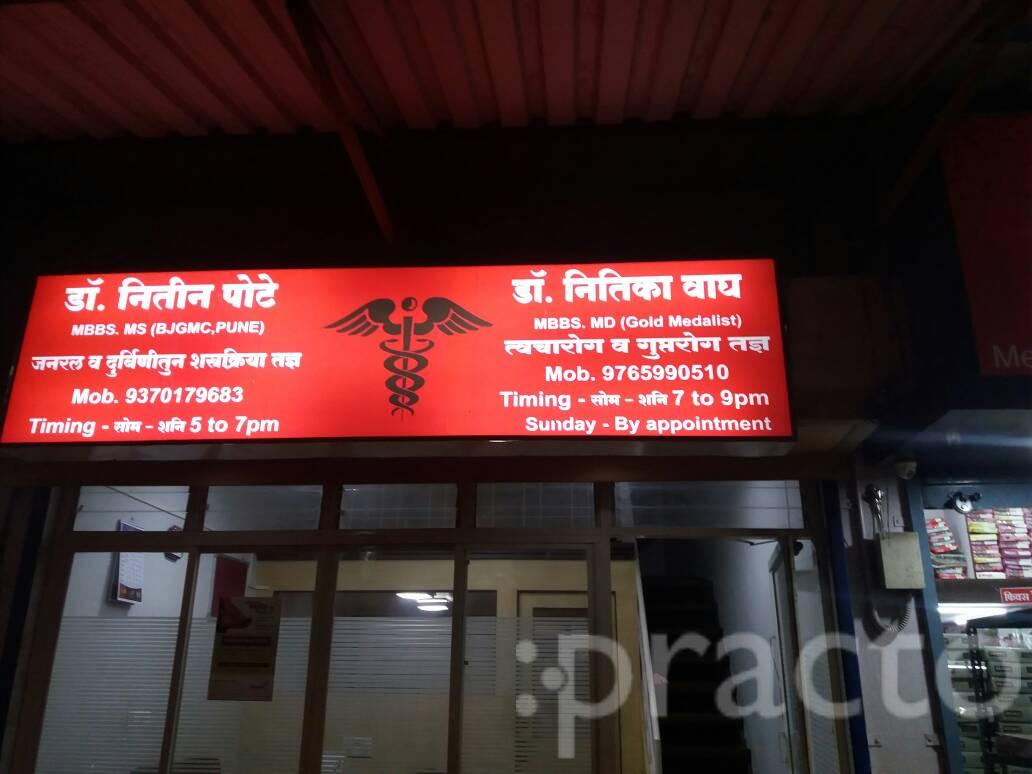 डॉ. नितीन पोटे
MBBS. MS (BJGMC,PUNE)
जनरल व दुर्बिणीतुन शस्त्रक्रिया तज्ञ
Mob. 9370179683
Timing - सोम - शनि 5 to 7pm
डॉ. नितिका वाघ
MBBS. MD (Gold Medalist)
त्वचारोग व गुप्तरोग तज्ञ
Mob. 9765990510
Timing - सोम - शनि 7 to 9pm
Sunday - By appointment
Me
फिक्स
:practo